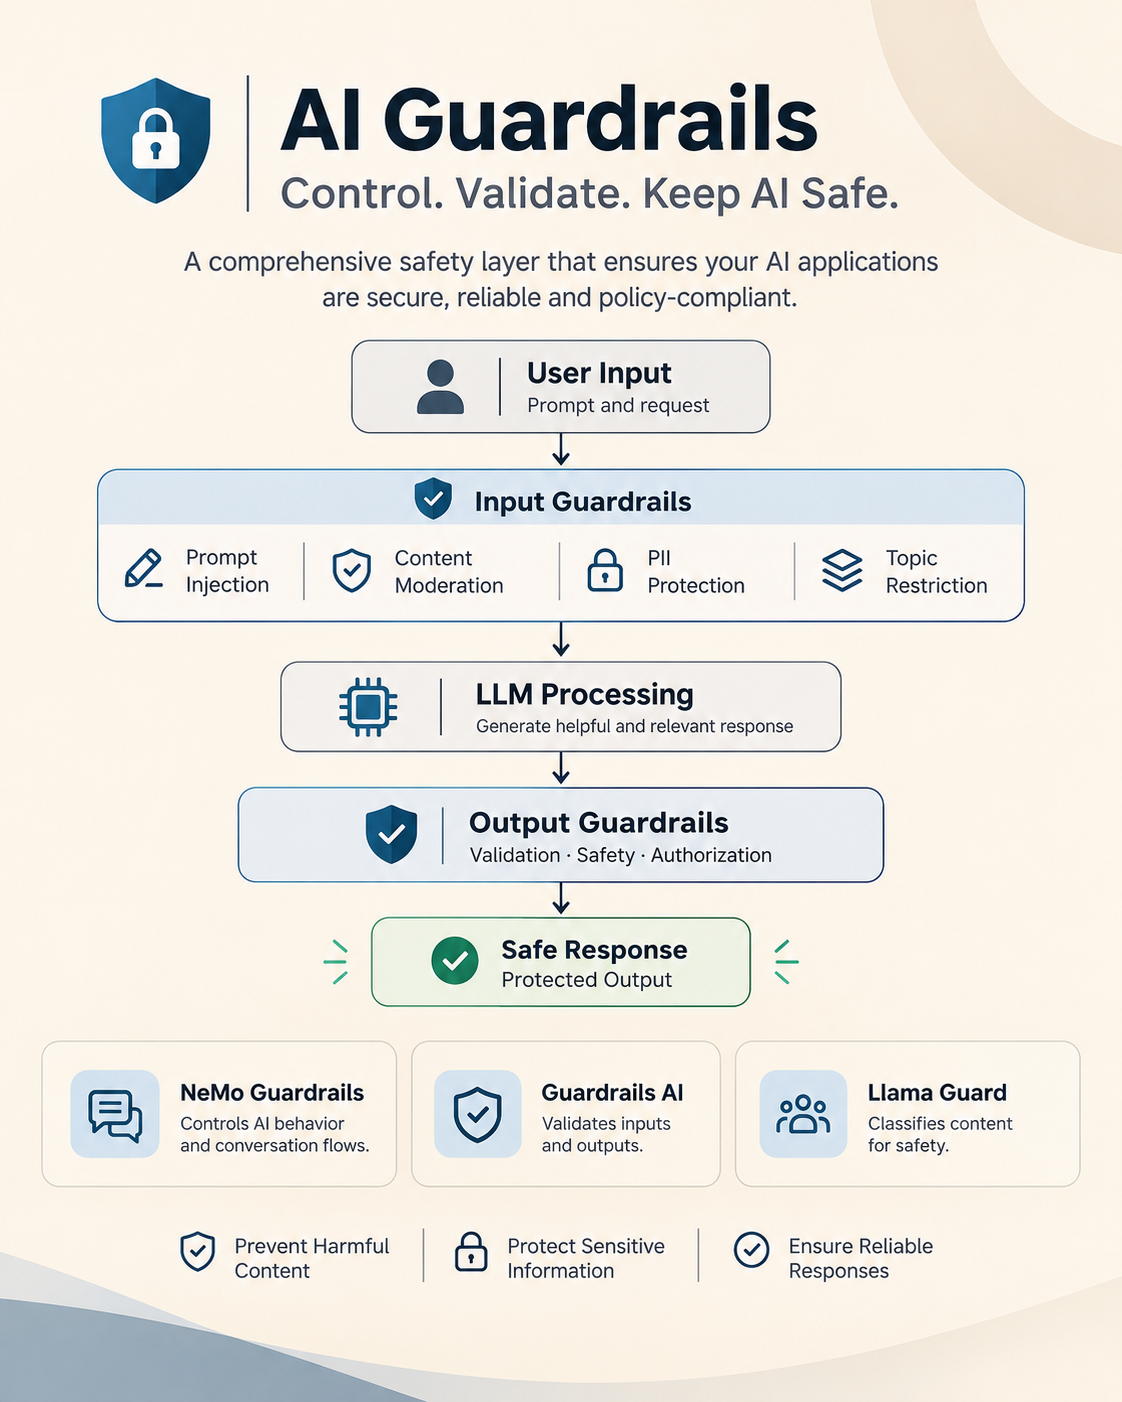 AI Guardrails
Control. Validate. Keep AI Safe.
A comprehensive safety layer that ensures your AI applications
are secure, reliable and policy-compliant.
User Input
Prompt and request
Input Guardrails
Prompt
Injection
Content
Moderation
PII
Protection
Topic
Restriction
LLM Processing
Generate helpful and relevant response
Output Guardrails
Validation · Safety · Authorization
Safe Response
Protected Output
NeMo Guardrails
Controls AI behavior
and conversation flows.
Guardrails AI
Validates inputs
and outputs.
Llama Guard
Classifies content
for safety.
Prevent Harmful
Content
Protect Sensitive
Information
Ensure Reliable
Responses